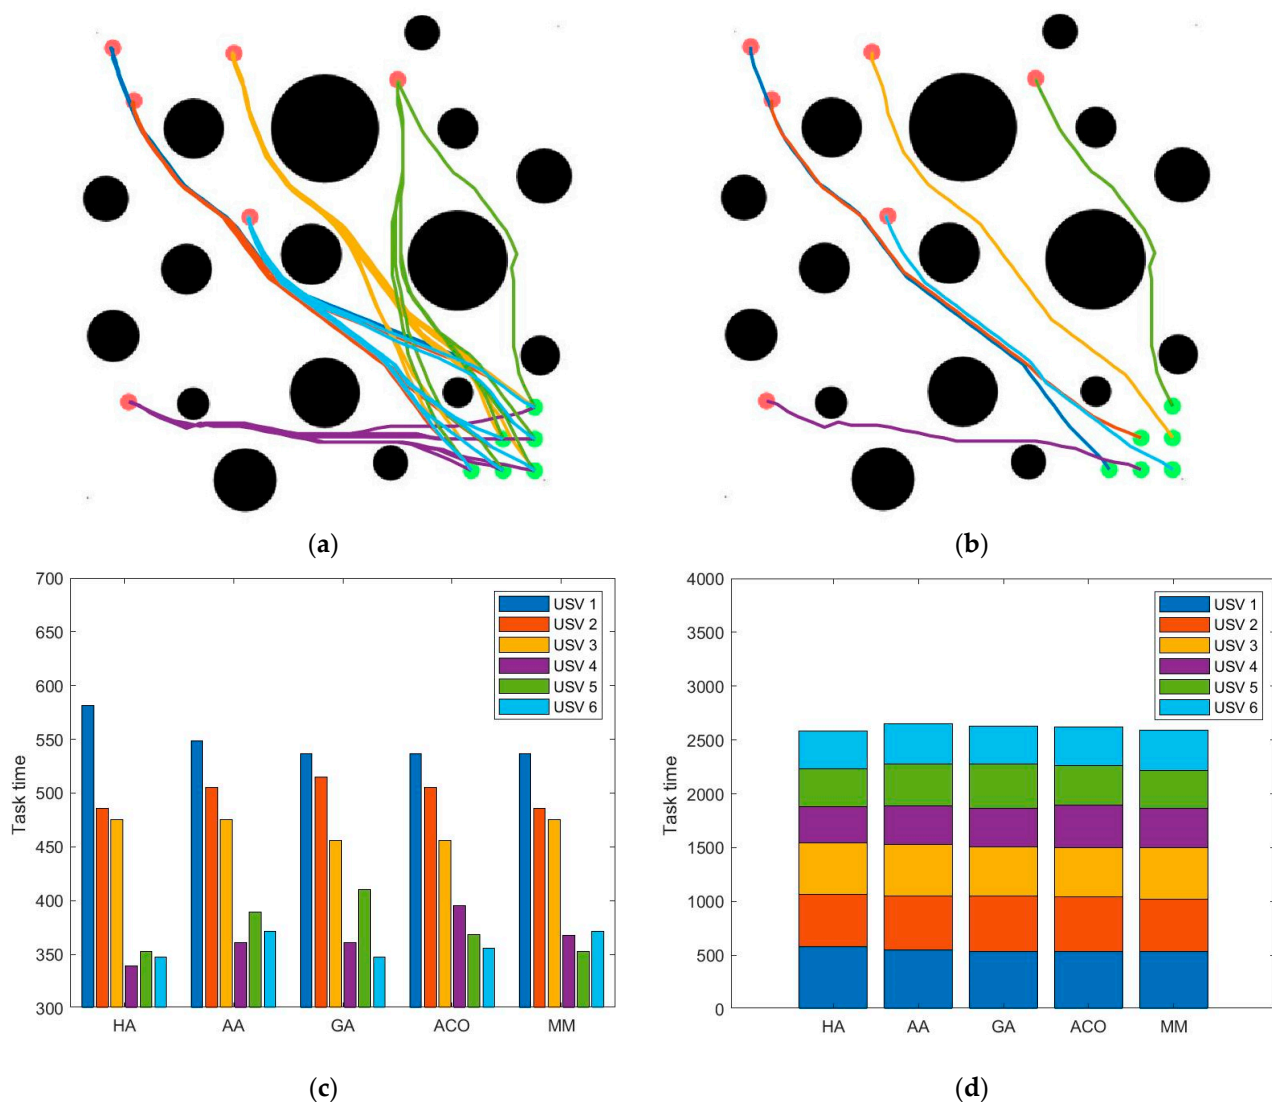 (a)
(b)
700
650
600
550
500
450
400
350
300
Task time
HA
AA
GA
ACO
MM
USV 1
USV 2
USV 3
USV 4
USV 5
USV 6
(c)
4000
3500
3000
2500
2000
1500
1000
500
0
Task time
HA
AA
GA
ACO
MM
USV 1
USV 2
USV 3
USV 4
USV 5
USV 6
(d)